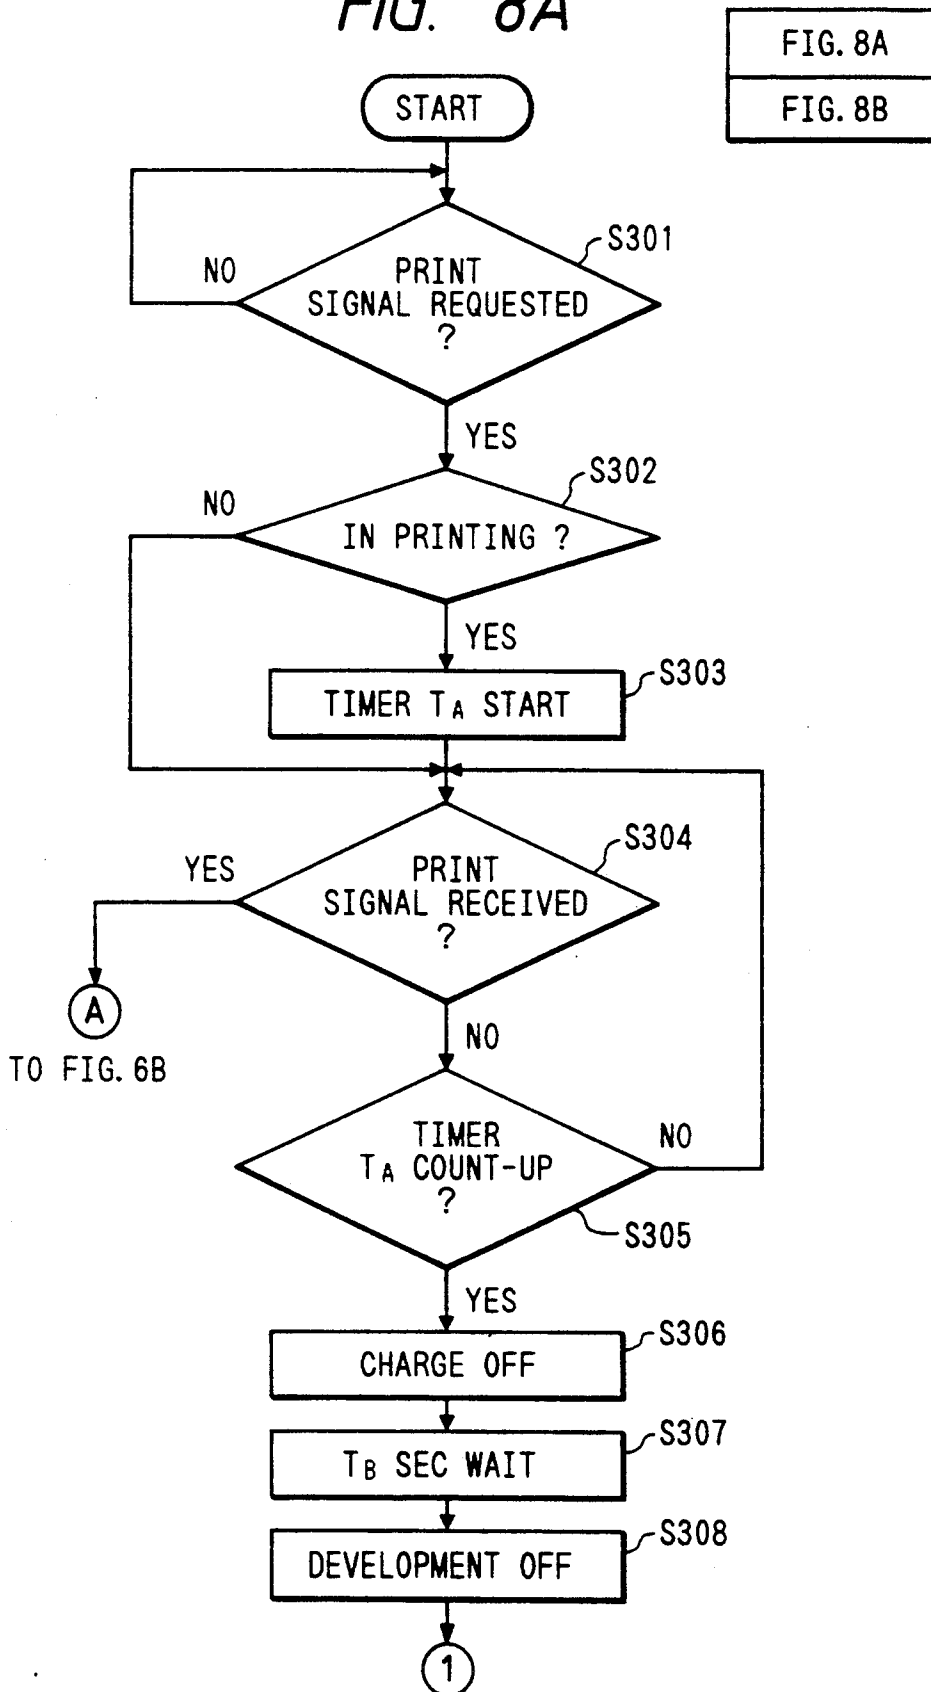 FIG. 8A
FIG. 8A
FIG. 8B
START
S301
NO
PRINT
SIGNAL REQUESTED
?
YES
S302
NO
IN PRINTING ?
YES
S303
TIMER TA START
S304
YES
PRINT
SIGNAL RECEIVED
?
A
NO
TO FIG. 6B
TIMER
NO
TA COUNT-UP
?
S305
YES
S306
CHARGE OFF
S307
TB SEC WAIT
S308
DEVELOPMENT OFF
1